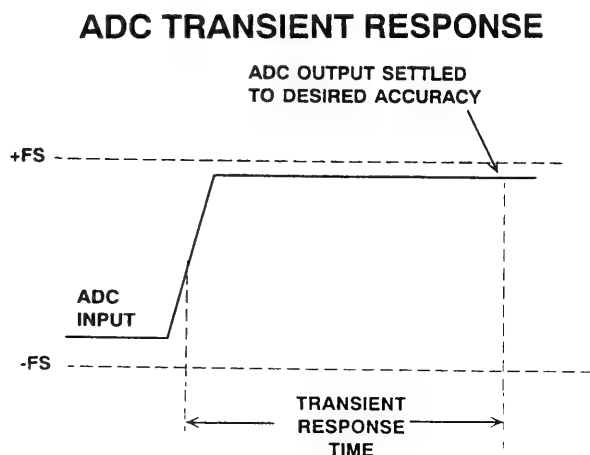 ADC TRANSIENT RESPONSE
ADC OUTPUT SETTLED
TO DESIRED ACCURACY
+FS
ADC
INPUT
-FS
TRANSIENT
RESPONSE
TIME